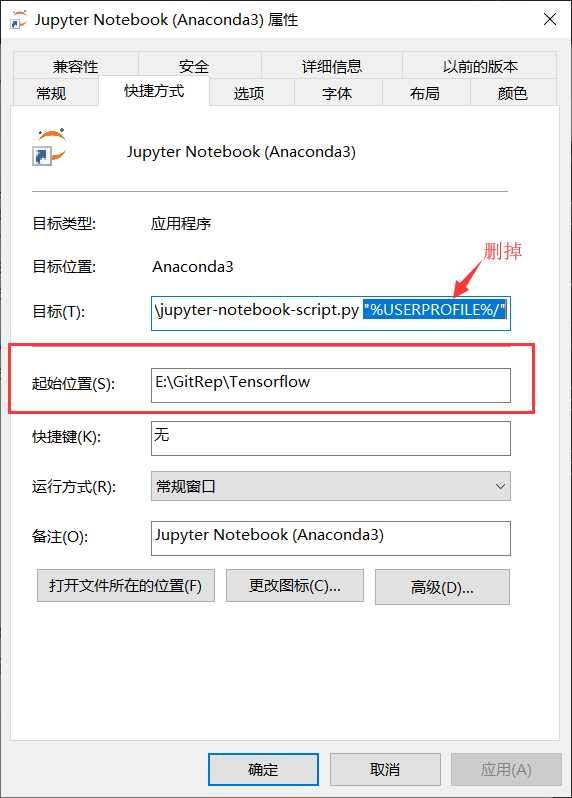 Jupyter Notebook (Anaconda3) 属性
兼容性 安全 详细信息 以前的版本
常规 快捷方式 选项 字体 布局 颜色
Jupyter Notebook (Anaconda3)
目标类型: 应用程序
目标位置: Anaconda3
删掉
目标(T): \jupyter-notebook-script.py "%USERPROFILE%/"
起始位置(S): E:\GitRep\Tensorflow
快捷键(K): 无
运行方式(R): 常规窗口
备注(O): Jupyter Notebook (Anaconda3)
打开文件所在的位置(F) 更改图标(C)... 高级(D)...
确定 取消 应用(A)